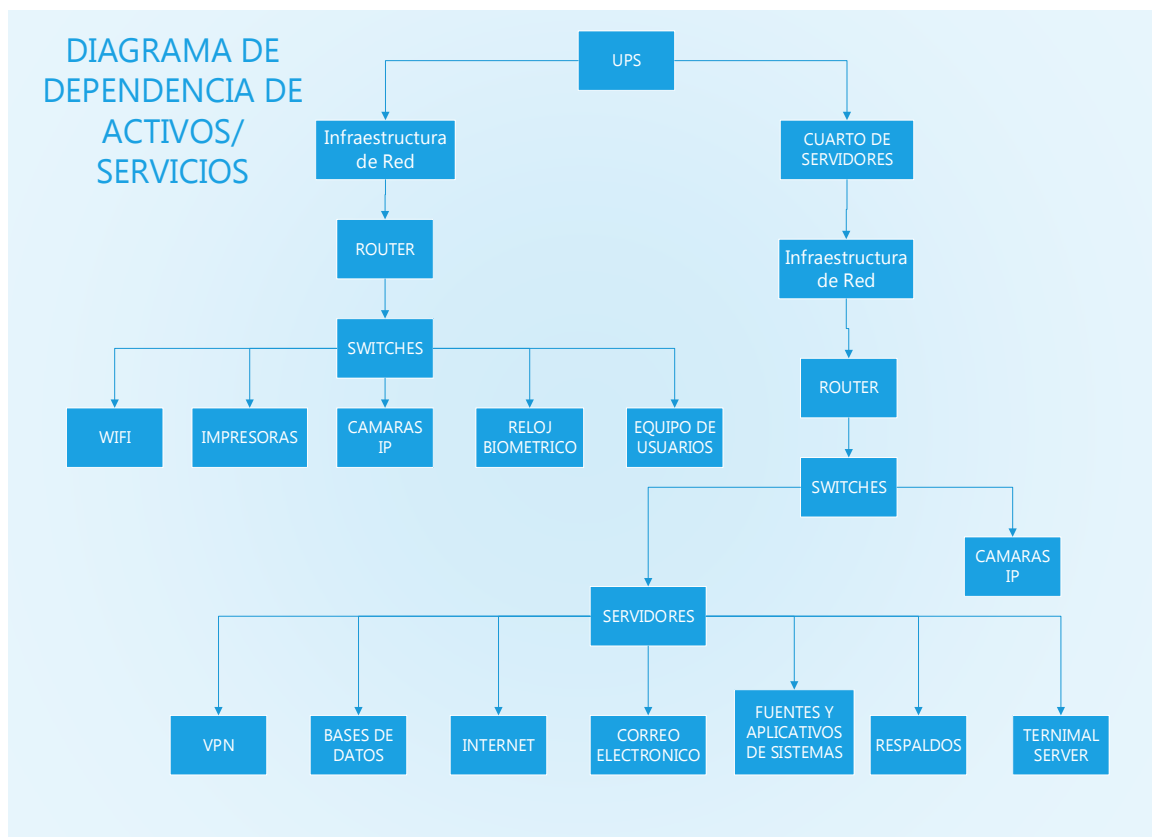 DIAGRAMA DE
DEPENDENCIA DE
ACTIVOS/
SERVICIOS
UPS
Infraestructura
de Red
CUARTO DE
SERVIDORES
ROUTER
Infraestructura
de Red
SWITCHES
ROUTER
WIFI
IMPRESORAS
CAMARAS
IP
RELOJ
BIOMETRICO
EQUIPO DE
USUARIOS
SWITCHES
CAMARAS
IP
SERVIDORES
VPN
BASES DE
DATOS
INTERNET
CORREO
ELECTRONICO
FUENTES Y
APLICATIVOS
DE SISTEMAS
RESPALDOS
TERNIMAL
SERVER